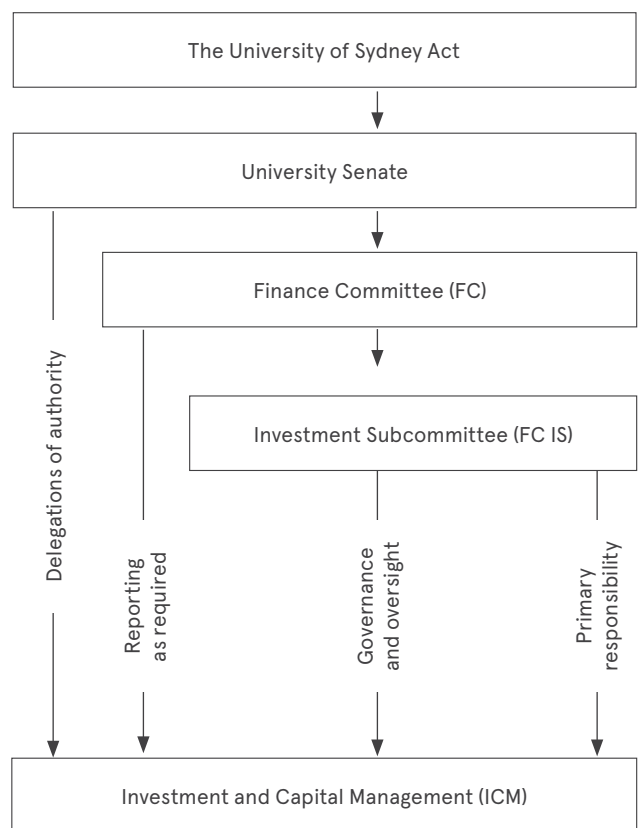 The University of Sydney Act
University Senate
Finance Committee (FC)
Investment Subcommittee (FC IS)
Delegations of authority
Reporting
as required
Governance
and oversight
Primary
responsibility
Investment and Capital Management (ICM)